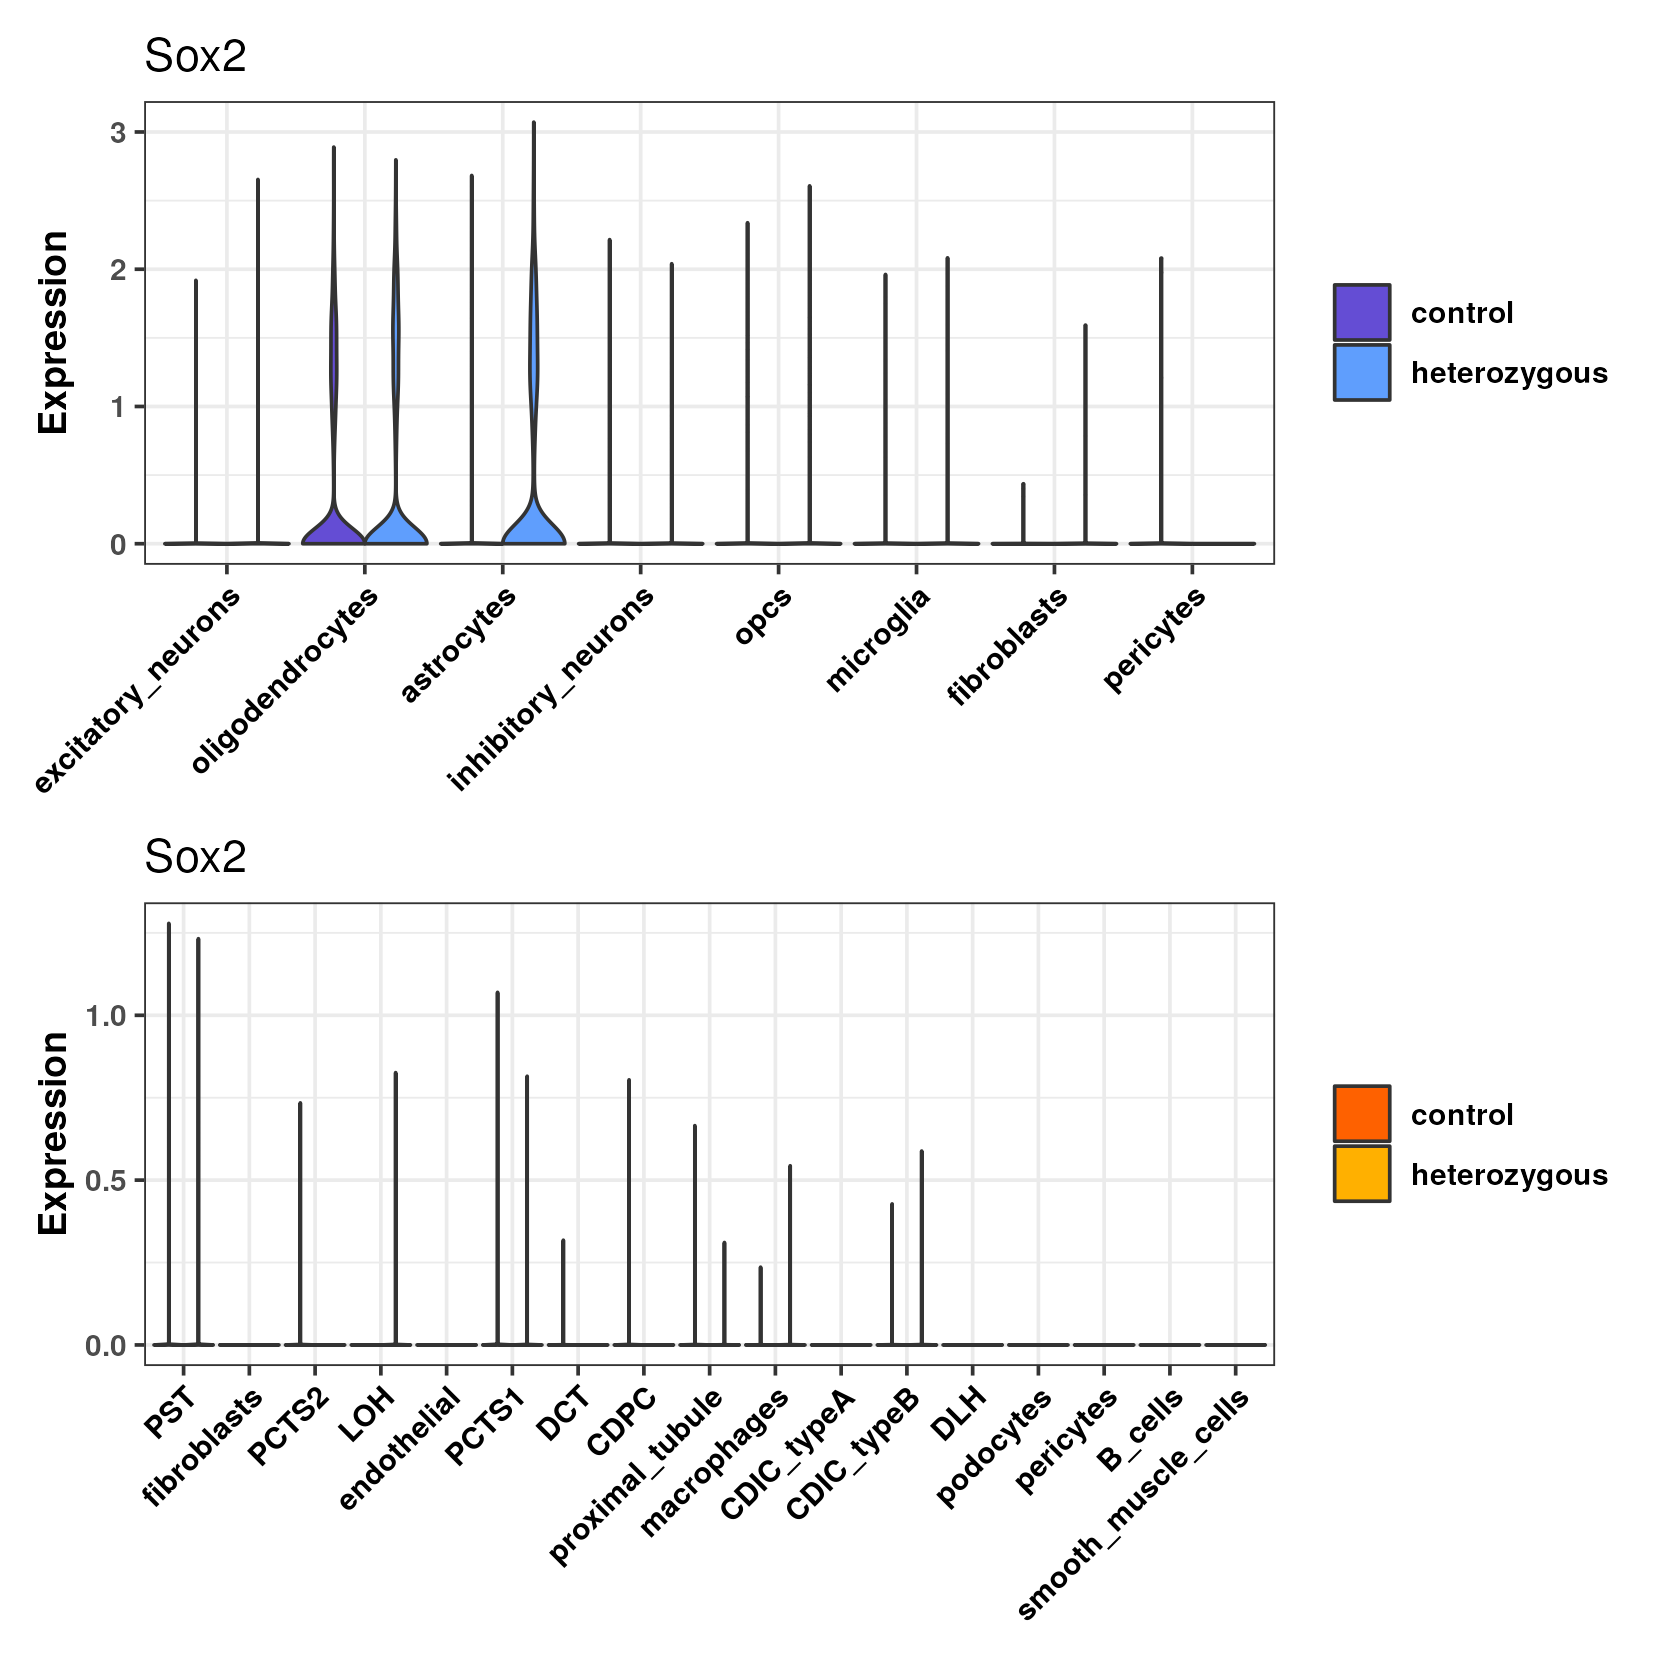 Sox2
Expression
3
2
1
0
excitatory_neurons
oligodendrocytes
astrocytes
inhibitory_neurons
opcs
microglia
fibroblasts
pericytes
control
heterozygous
Sox2
Expression
1.0
0.5
0.0
PST
fibroblasts
PCTS2
LOH
endothelial
PCTS1
DCT
CDPC
proximal_tubule
macrophages
CDIC_typeA
CDIC_typeB
DLH
podocytes
pericytes
B_cells
smooth_muscle_cells
control
heterozygous